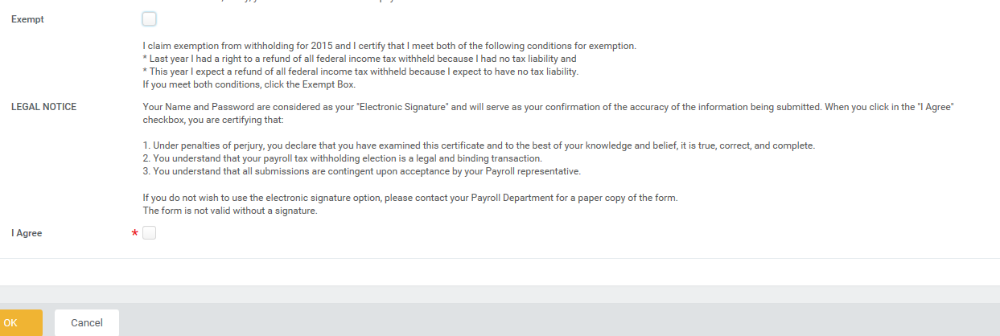 Exempt
I claim exemption from withholding for 2015 and I certify that I meet both of the following conditions for exemption.
* Last year I had a right to a refund of all federal income tax withheld because I had no tax liability and
* This year I expect a refund of all federal income tax withheld because I expect to have no tax liability.
If you meet both conditions, click the Exempt Box.
LEGAL NOTICE
Your Name and Password are considered as your "Electronic Signature" and will serve as your confirmation of the accuracy of the information being submitted. When you click in the "I Agree"
checkbox, you are certifying that:
1. Under penalties of perjury, you declare that you have examined this certificate and to the best of your knowledge and belief, it is true, correct, and complete.
2. You understand that your payroll tax withholding election is a legal and binding transaction.
3. You understand that all submissions are contingent upon acceptance by your Payroll representative.
If you do not wish to use the electronic signature option, please contact your Payroll Department for a paper copy of the form.
The form is not valid without a signature.
I Agree *
OK Cancel